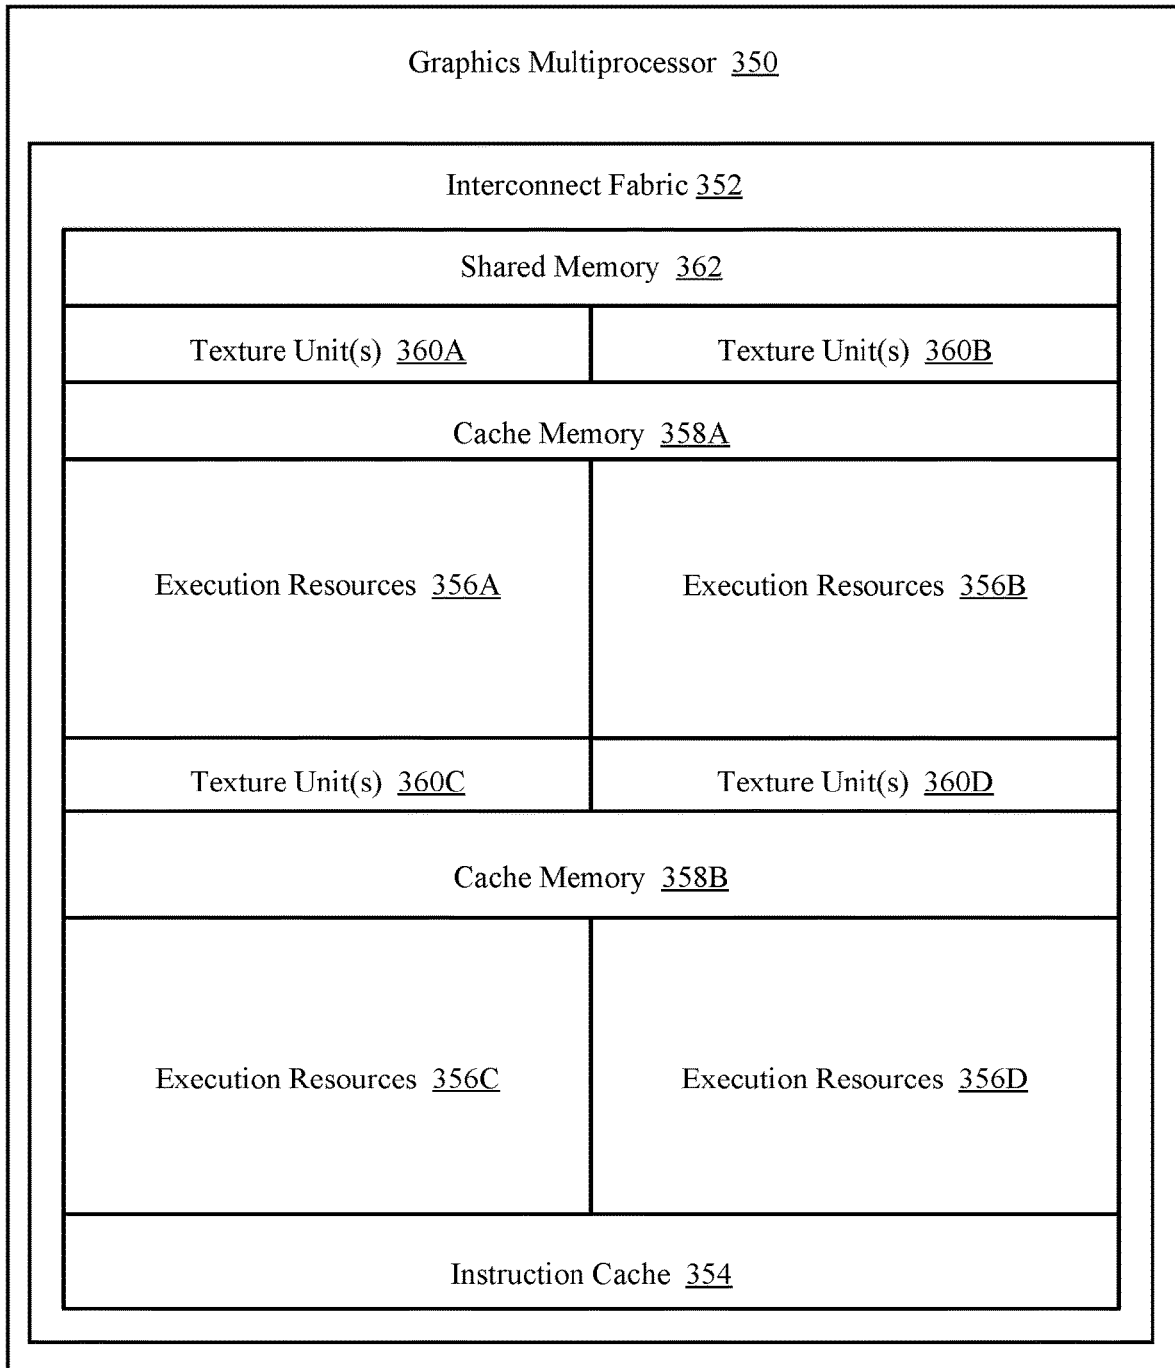 Graphics Multiprocessor 350
Interconnect Fabric 352
Shared Memory 362
Texture Unit(s) 360A
Texture Unit(s) 360B
Cache Memory 358A
Execution Resources 356A
Execution Resources 356B
Texture Unit(s) 360C
Texture Unit(s) 360D
Cache Memory 358B
Execution Resources 356C
Execution Resources 356D
Instruction Cache 354